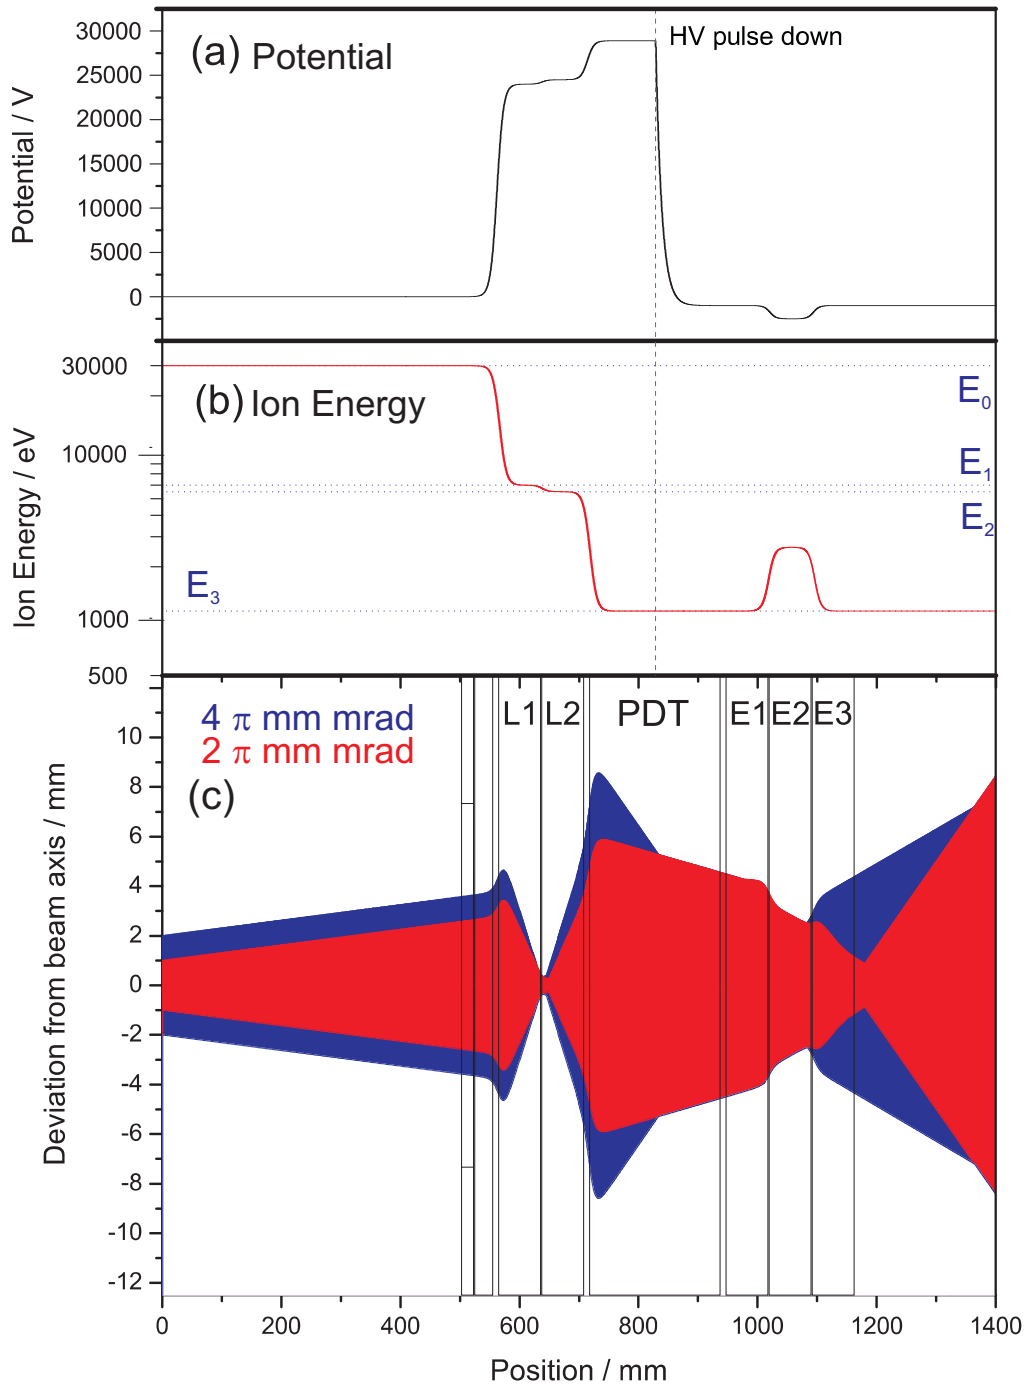 30000
25000
20000
15000
10000
5000
0
Potential / V
(a) Potential
HV pulse down
30000
10000
1000
500
Ion Energy / eV
(b) Ion Energy
E0
E1
E2
E3
4 π mm mrad
2 π mm mrad
(c)
L1 L2 PDT E1 E2 E3
10
8
6
4
2
0
-2
-4
-6
-8
-10
-12
Deviation from beam axis / mm
0 200 400 600 800 1000 1200 1400
Position / mm